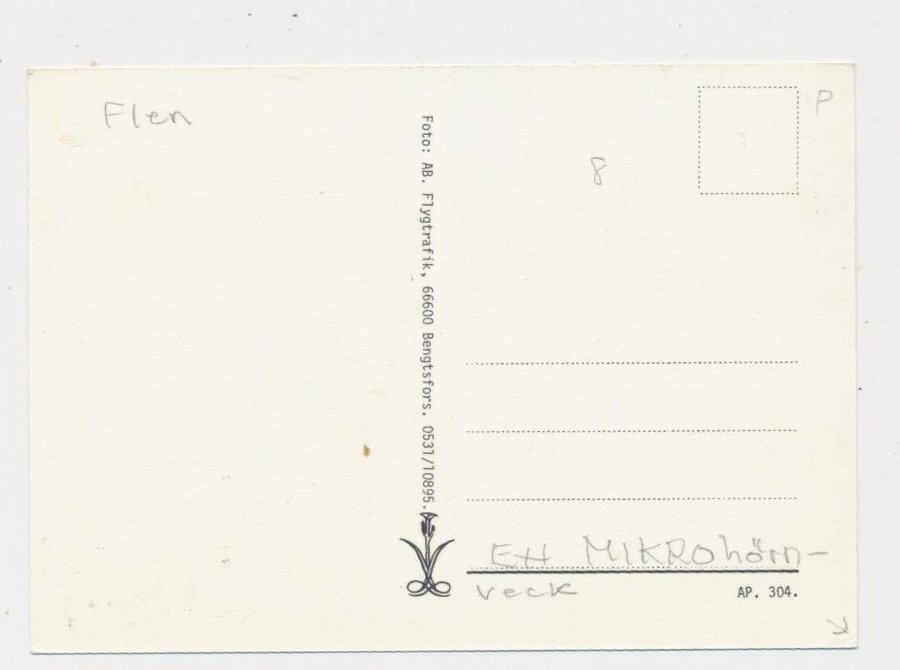 Flen
P
8
Foto: AB. Flygtrafik, 66600 Bengtsfors. 0531/10895.
Ett MIKROhörn-
veck
AP. 304.